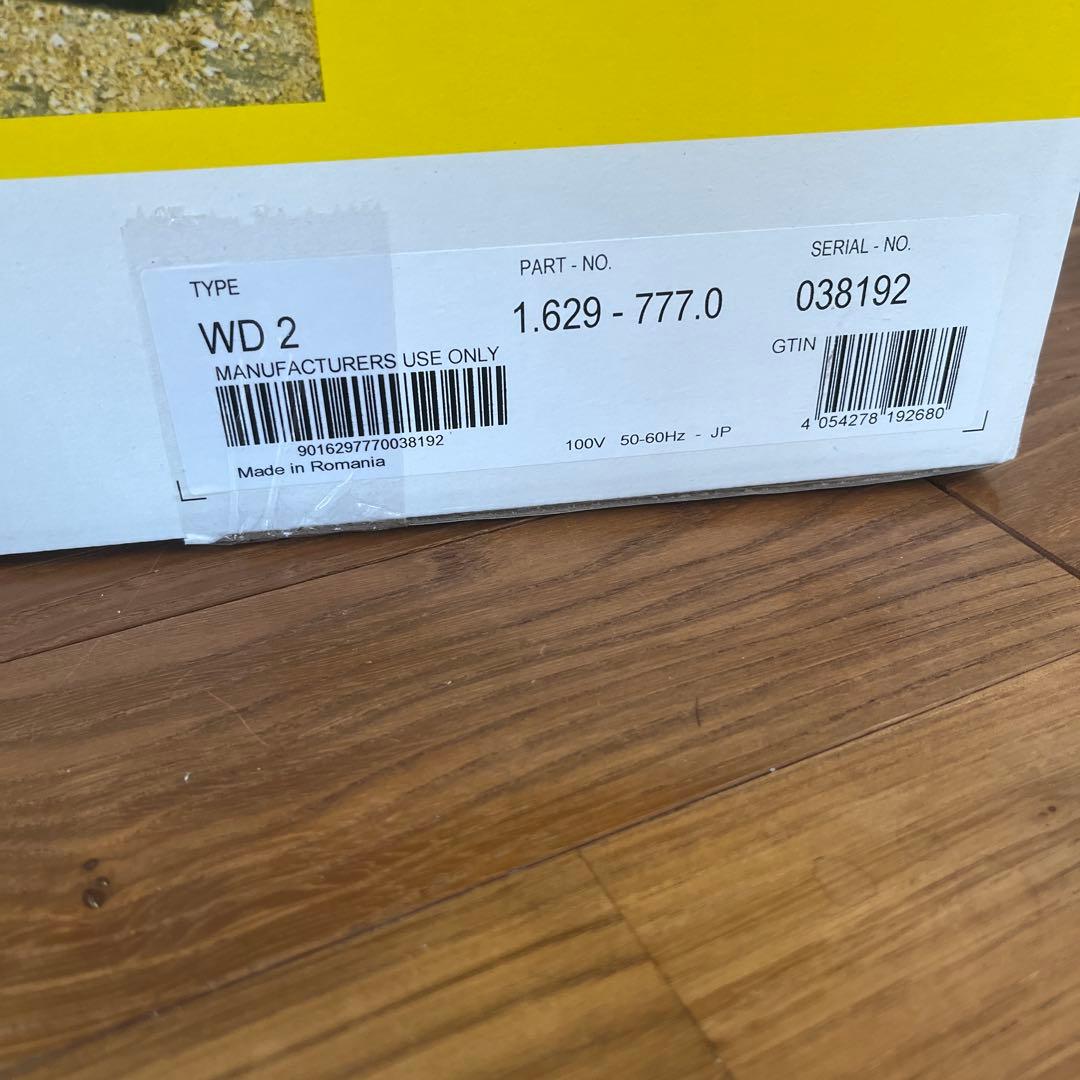 TYPE
WD 2
MANUFACTURERS USE ONLY
9016297770038192
Made in Romania
PART - NO.
1.629 - 777.0
100V 50-60Hz - JP
SERIAL - NO.
038192
GTIN
4 054278 192680